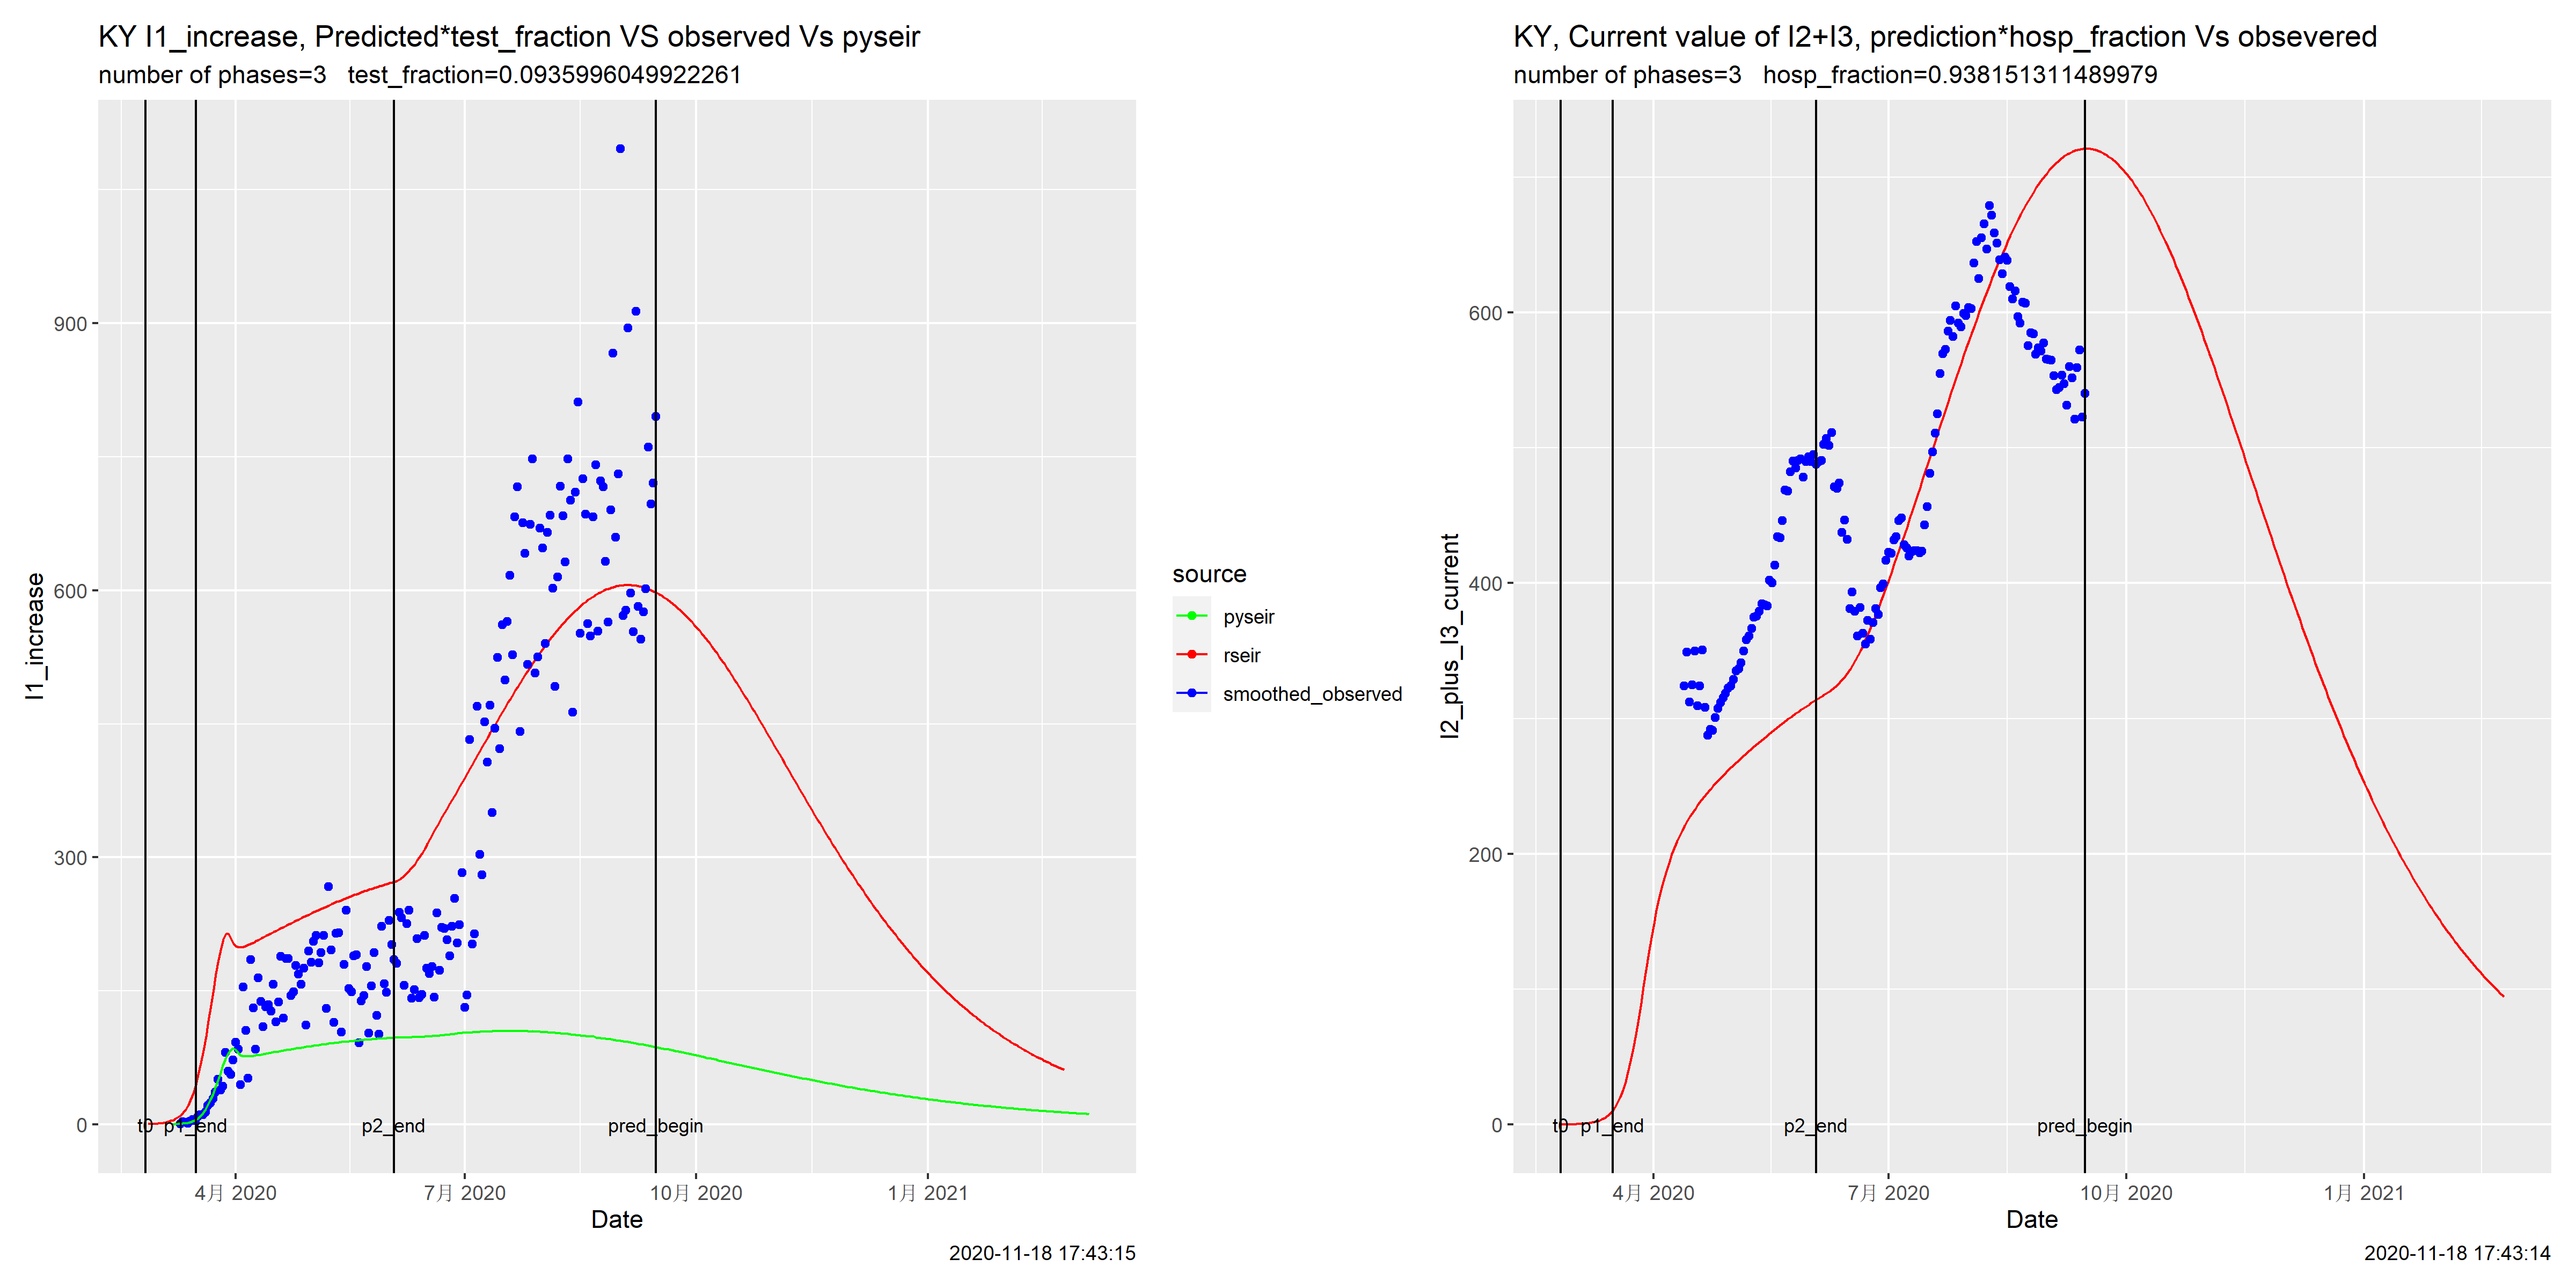 KY I1_increase, Predicted*test_fraction VS observed Vs pyseir
number of phases=3   test_fraction=0.0935996049922261
I1_increase
900
600
300
0
t0
p1_end
p2_end
pred_begin
4月 2020
7月 2020
10月 2020
1月 2021
Date
2020-11-18 17:43:15
source
pyseir
rseir
smoothed_observed
KY, Current value of I2+I3, prediction*hosp_fraction Vs obsevered
number of phases=3   hosp_fraction=0.938151311489979
I2_plus_I3_current
600
400
200
0
t0
p1_end
p2_end
pred_begin
4月 2020
7月 2020
10月 2020
1月 2021
Date
2020-11-18 17:43:14